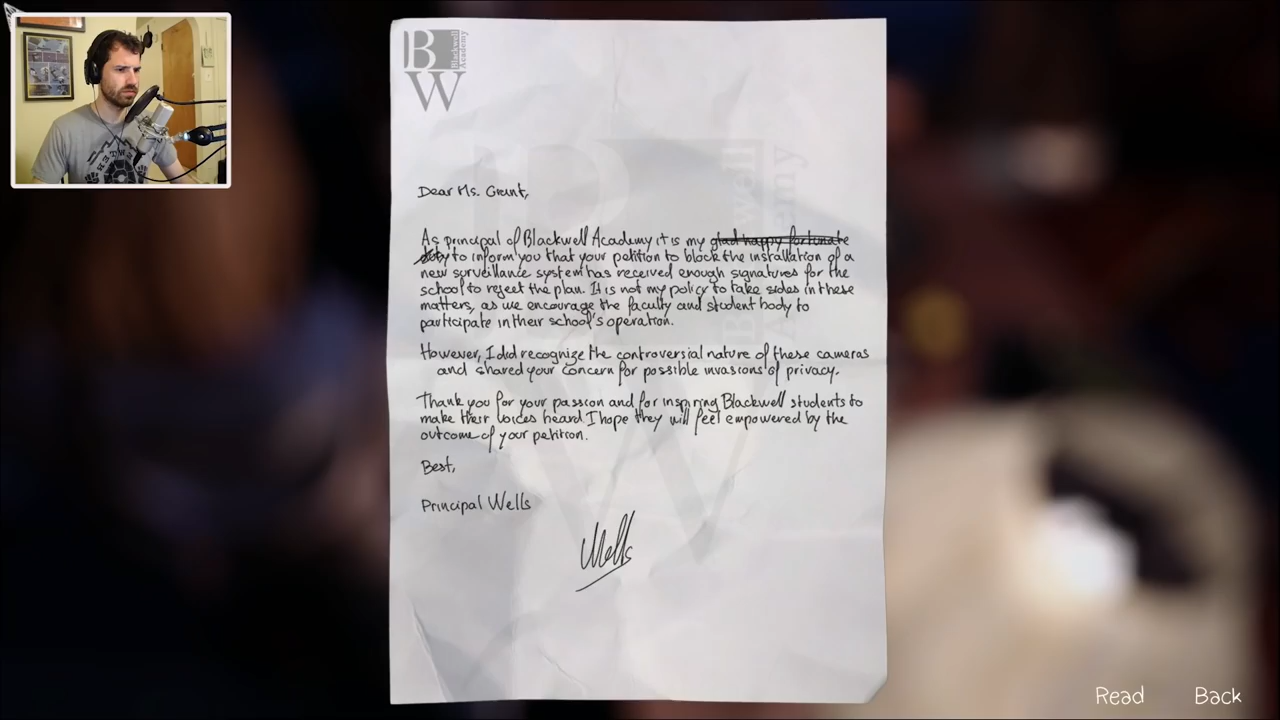 B
W
Blackwell
Academy
Dear Ms. Grant,
As principal of Blackwell Academy it is my glad happy fortunate
duty to inform you that your petition to block the installation of a
new surveillance system has received enough signatures for the
school to reject the plan. It is not my policy to take sides in these
matters, as we encourage the faculty and student body to
participate in their school's operation.
However, I did recognize the controversial nature of these cameras
and shared your concern for possible invasions of privacy.
Thank you for your passion and for inspiring Blackwell students to
make their voices heard I hope they will feel empowered by the
outcome of your petition.
Best,
Principal Wells
Wells
Read Back